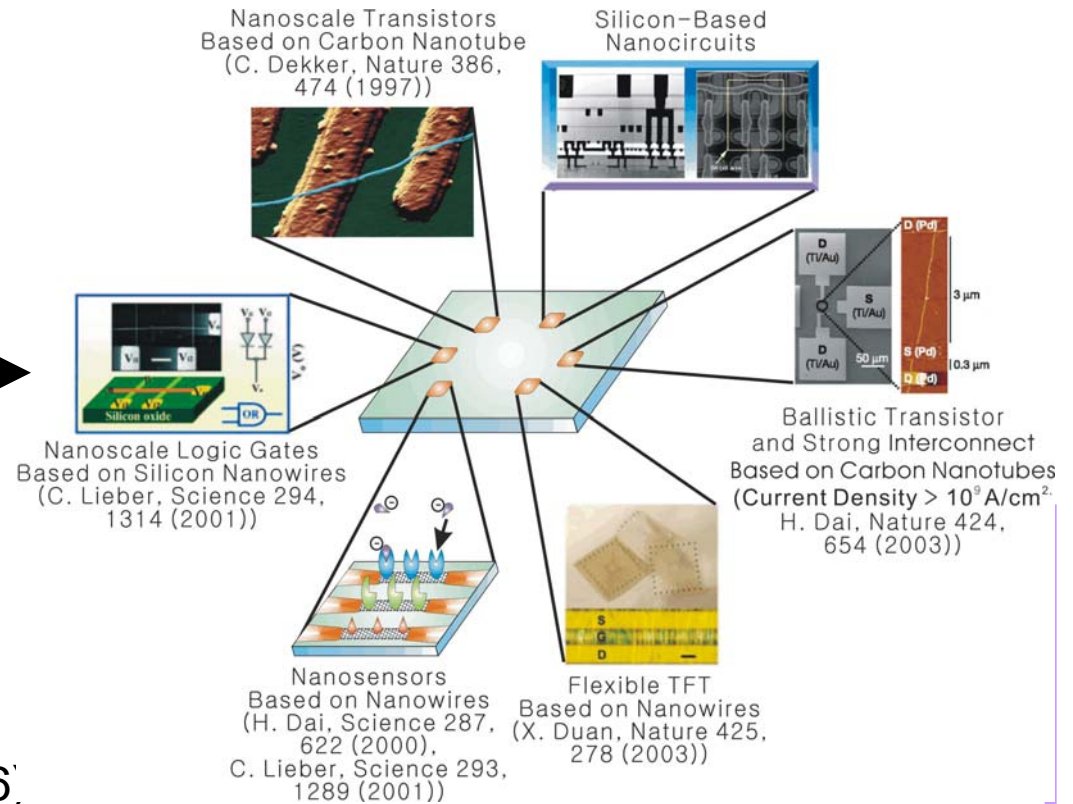 Nanoscale Transistors
Based on Carbon Nanotube
(C. Dekker, Nature 386,
474 (1997))
Silicon-Based
Nanocircuits
D
(Ti/Au)
S
(Ti/Au)
D
(Ti/Au)
50 μm
D (Pd)
3 μm
S (Pd)
0.3 μm
D (Pd)
Ballistic Transistor
and Strong Interconnect
Based on Carbon Nanotubes
(Current Density > 10⁹ A/cm²
H. Dai, Nature 424,
654 (2003))
Silicon oxide
OR
Nanoscale Logic Gates
Based on Silicon Nanowires
(C. Lieber, Science 294,
1314 (2001))
Nanosensors
Based on Nanowires
(H. Dai, Science 287,
622 (2000),
C. Lieber, Science 293,
1289 (2001))
S
G
D
Flexible TFT
Based on Nanowires
(X. Duan, Nature 425,
278 (2003))